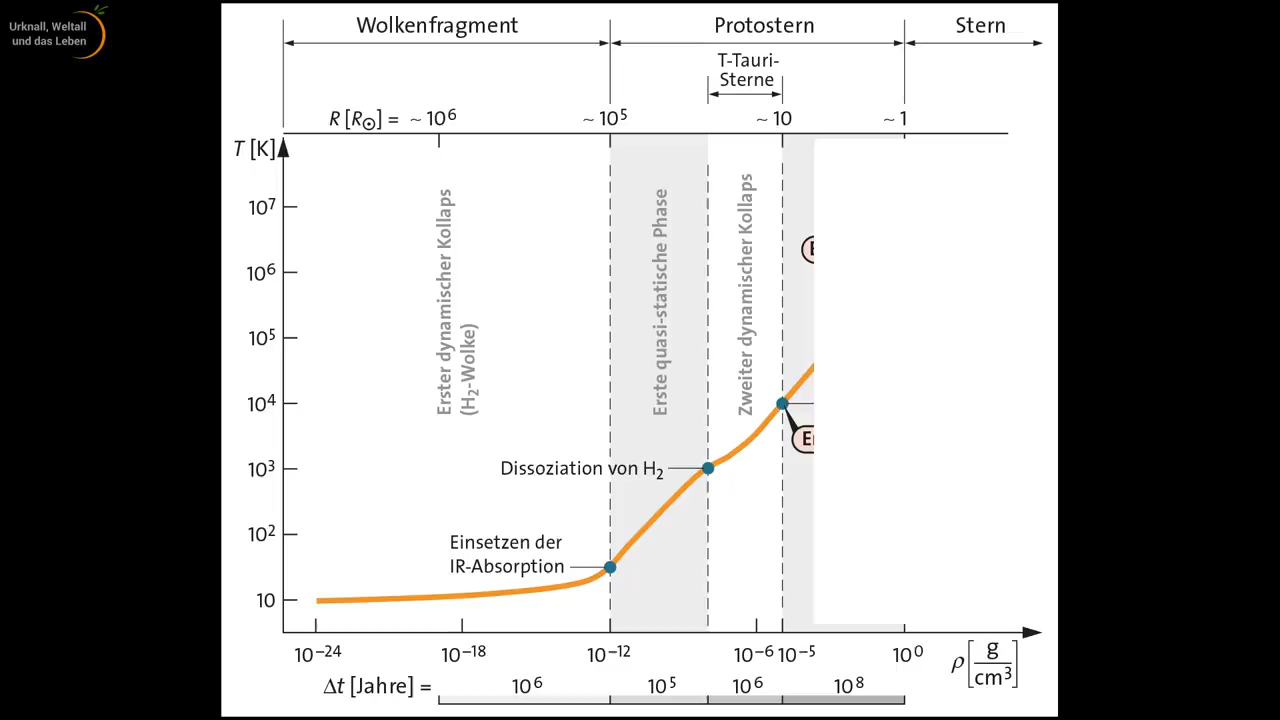 Urknall, Weltall
und das Leben
Wolkenfragment
Protostern
Stern
T-Tauri-
Sterne
R [R☉] = ~ 10⁶
~ 10⁵
~ 10
~ 1
T [K]
10⁷
10⁶
10⁵
10⁴
10³
10²
10
Erster dynamischer Kollaps
(H₂-Wolke)
Erste quasi-statische Phase
Zweiter dynamischer Kollaps
Dissoziation von H₂
Einsetzen der
IR-Absorption
10⁻²⁴
10⁻¹⁸
10⁻¹²
10⁻⁶
10⁻⁵
10⁰
ρ [g/cm³]
Δt [Jahre] =
10⁶
10⁵
10⁶
10⁸